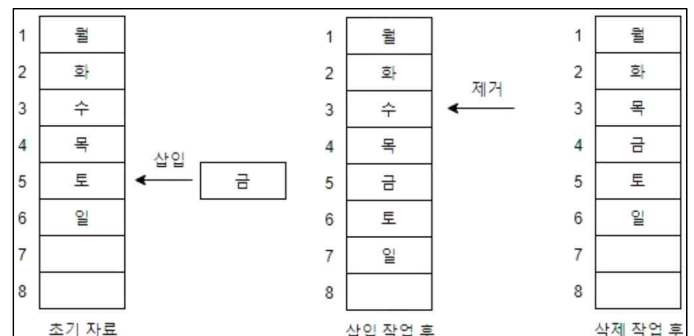 1 월
2 화
3 수
4 목
5 토
6 일
7
8
초기 자료
삽입
금
1 월
2 화
3 수
4 목
5 금
6 토
7 일
8
삽입 작업 후
제거
1 월
2 화
3 목
4 금
5 토
6 일
7
8
삭제 작업 후